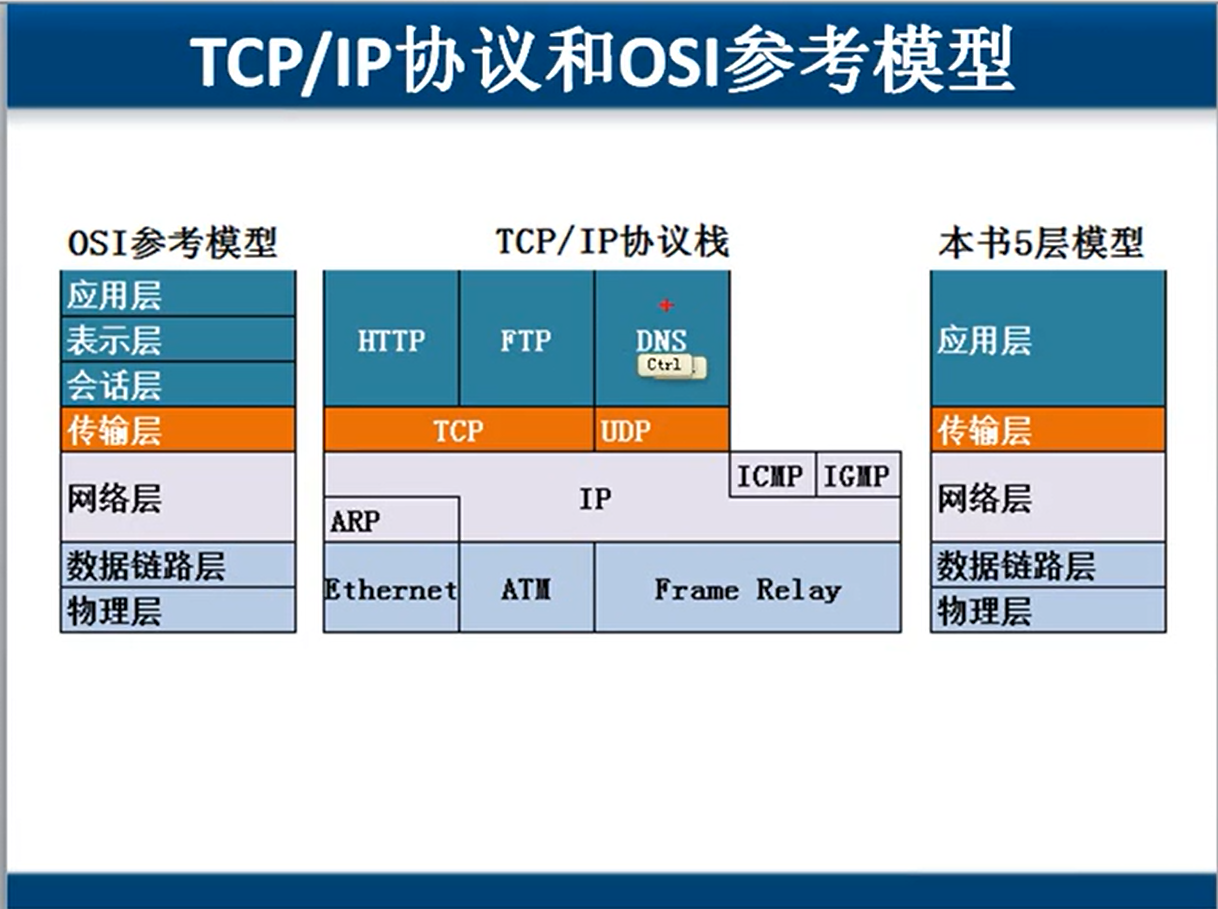 TCP/IP协议和OSI参考模型
OSI参考模型
应用层
表示层
会话层
传输层
网络层
数据链路层
物理层
TCP/IP协议栈
HTTP FTP DNS
Ctrl
TCP UDP
ICMP IGMP
IP
ARP
Ethernet ATM Frame Relay
本书5层模型
应用层
传输层
网络层
数据链路层
物理层